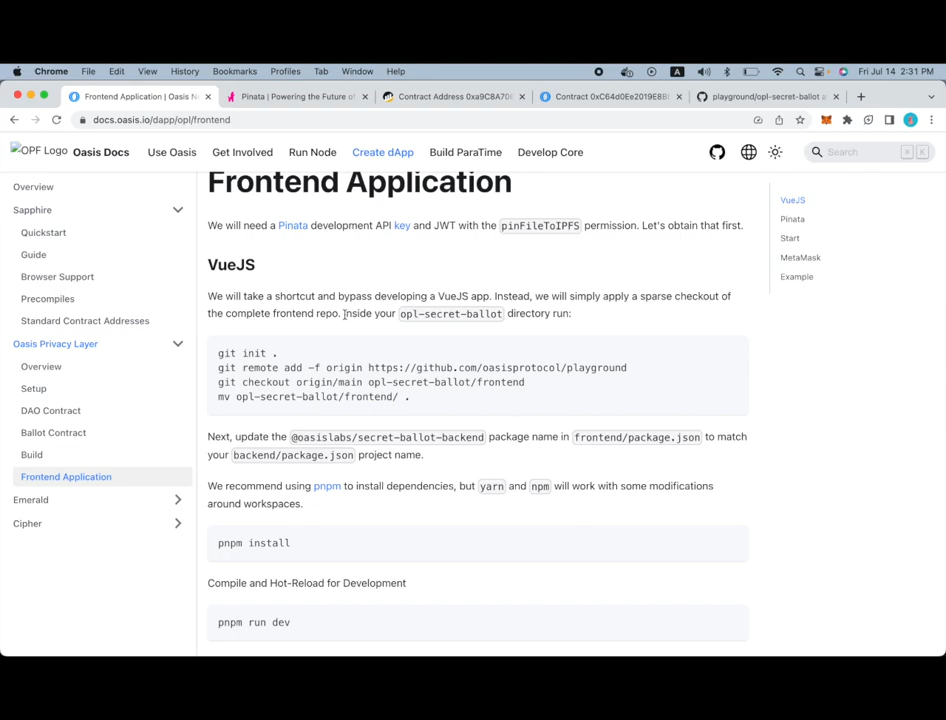 Chrome File Edit View History Bookmarks Profiles Tab Window Help A Fri Jul 14 2:31 PM
Frontend Application | Oasis N Pinata | Powering the Future o Contract Address 0xa9C8A70 Contract 0xC64d0Ee2019E8B playground/opl-secret-ballot a
docs.oasis.io/dapp/opl/frontend
OPF Logo Oasis Docs Use Oasis Get Involved Run Node Create dApp Build ParaTime Develop Core Search K
Overview
Sapphire
Quickstart
Guide
Browser Support
Precompiles
Standard Contract Addresses
Oasis Privacy Layer
Overview
Setup
DAO Contract
Ballot Contract
Build
Frontend Application
Emerald
Cipher
Frontend Application
We will need a Pinata development API key and JWT with the pinFileToIPFS permission. Let's obtain that first.
VueJS
We will take a shortcut and bypass developing a VueJS app. Instead, we will simply apply a sparse checkout of
the complete frontend repo. Inside your opl-secret-ballot directory run:
git init .
git remote add -f origin https://github.com/oasisprotocol/playground
git checkout origin/main opl-secret-ballot/frontend
mv opl-secret-ballot/frontend/ .
Next, update the @oasislabs/secret-ballot-backend package name in frontend/package.json to match
your backend/package.json project name.
We recommend using pnpm to install dependencies, but yarn and npm will work with some modifications
around workspaces.
pnpm install
Compile and Hot-Reload for Development
pnpm run dev
VueJS
Pinata
Start
MetaMask
Example